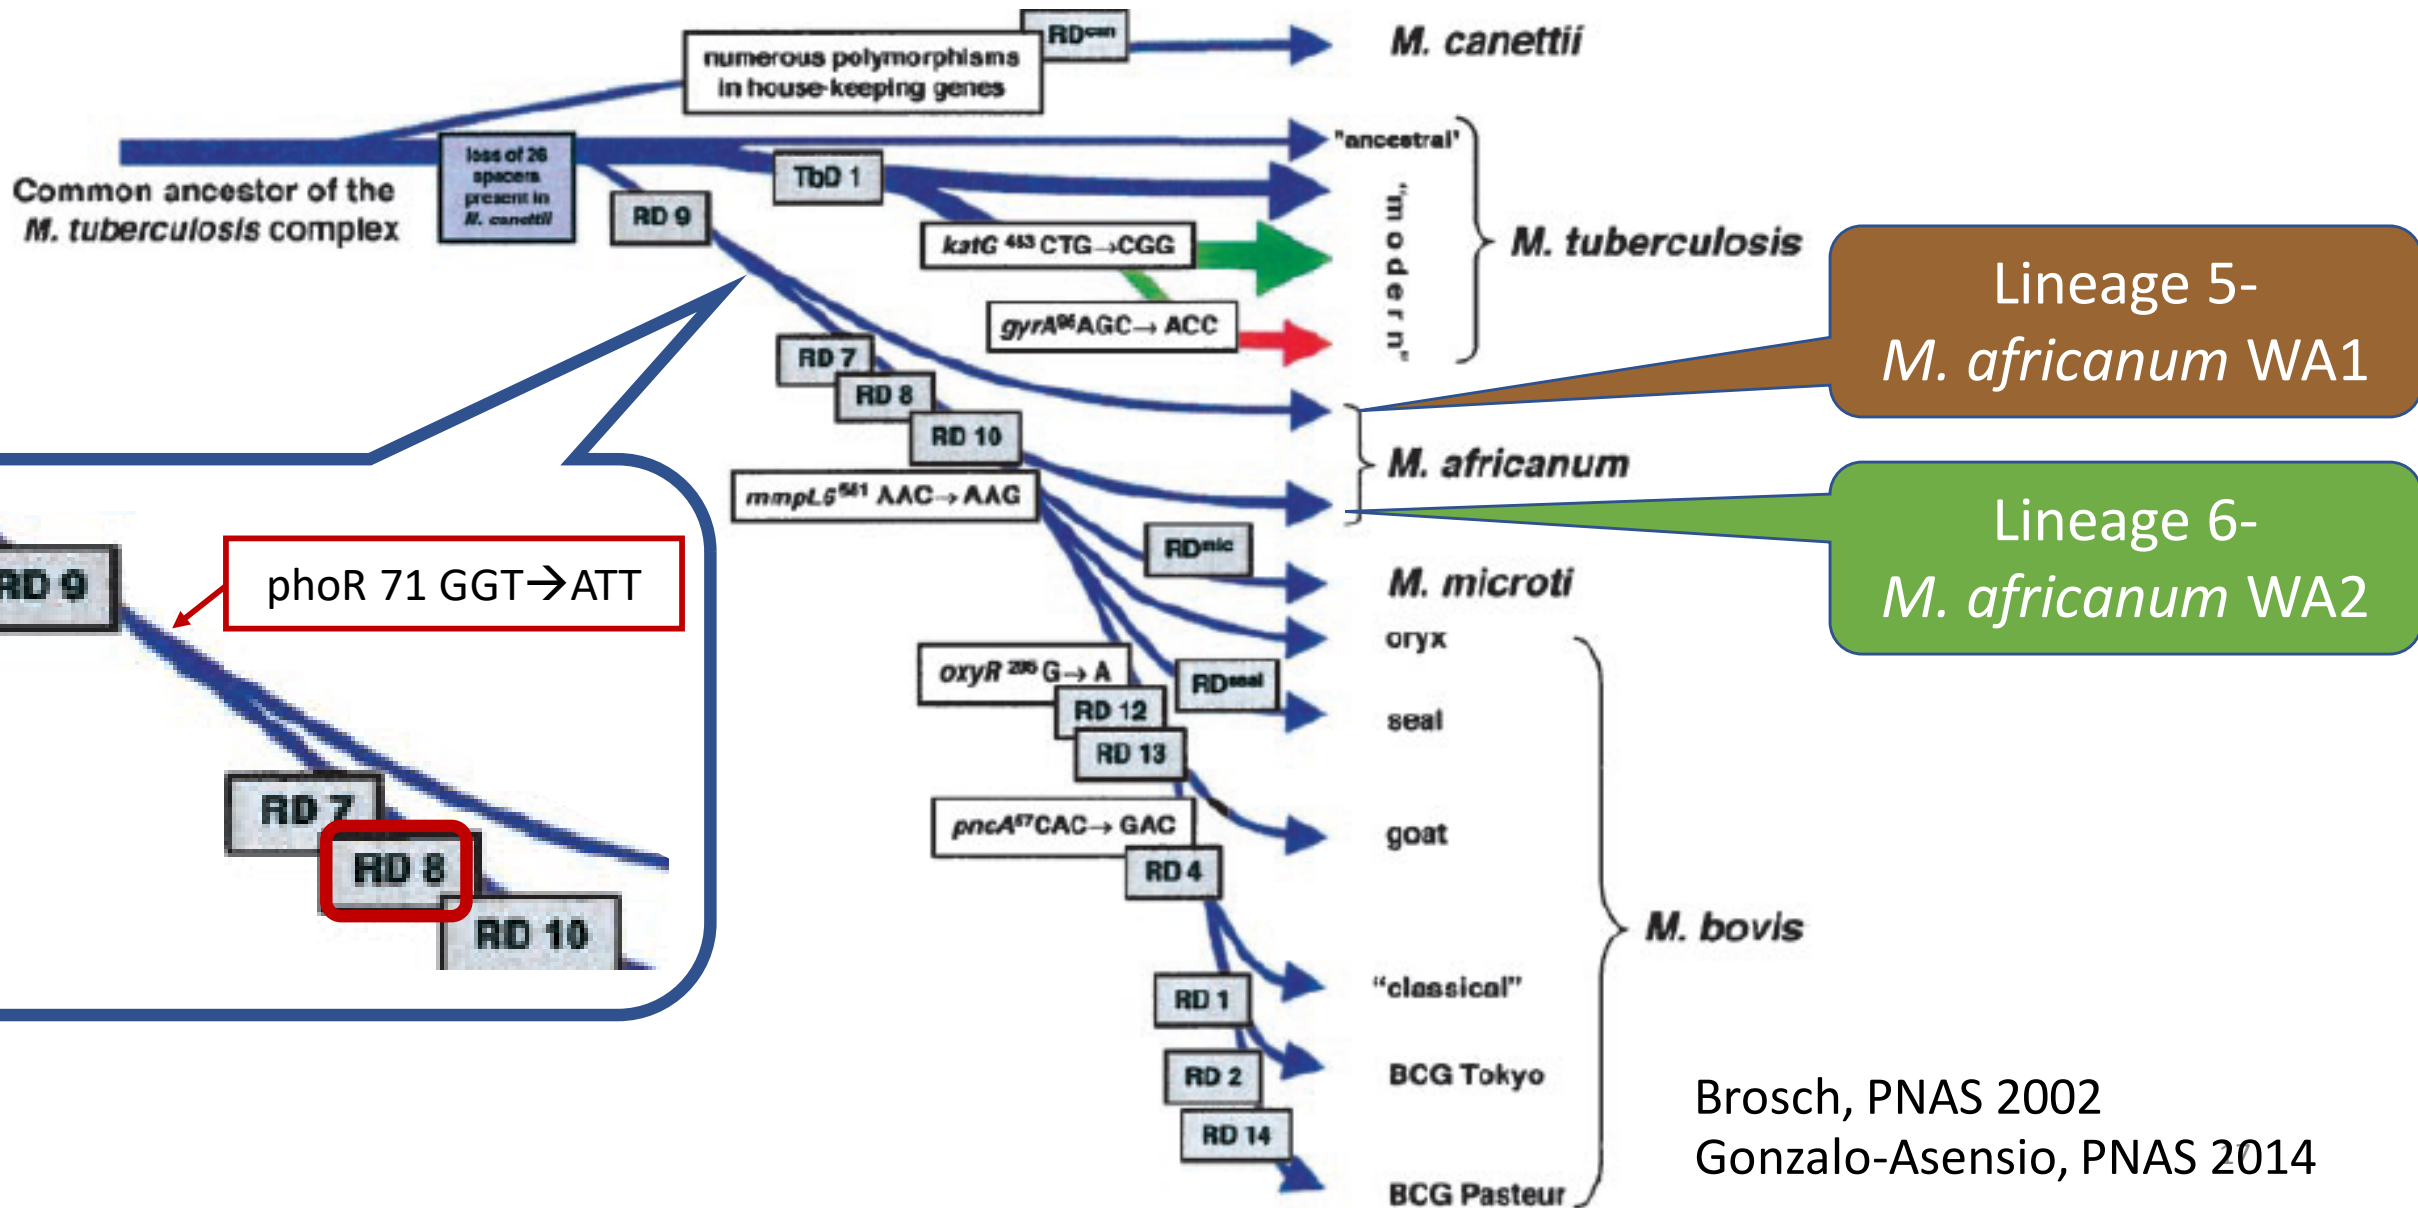 RDcan
numerous polymorphisms
in house-keeping genes
M. canettii
"ancestral"
loss of 26
spacers
present in
M. canettii
TbD 1
Common ancestor of the
M. tuberculosis complex
RD 9
"modern"
katG 463 CTG→CGG
M. tuberculosis
gyrA95AGC→ ACC
Lineage 5-
M. africanum WA1
RD 7
RD 8
RD 10
M. africanum
mmpL6551 AAC→ AAG
Lineage 6-
M. africanum WA2
RDmic
M. microti
RD 9
phoR 71 GGT→ATT
oryx
oxyR 285 G→ A
RDseal
RD 12
seal
RD 13
RD 7
RD 8
RD 10
pncA57CAC→ GAC
goat
RD 4
M. bovis
"classical"
RD 1
BCG Tokyo
RD 2
RD 14
BCG Pasteur
Brosch, PNAS 2002
Gonzalo-Asensio, PNAS 2014